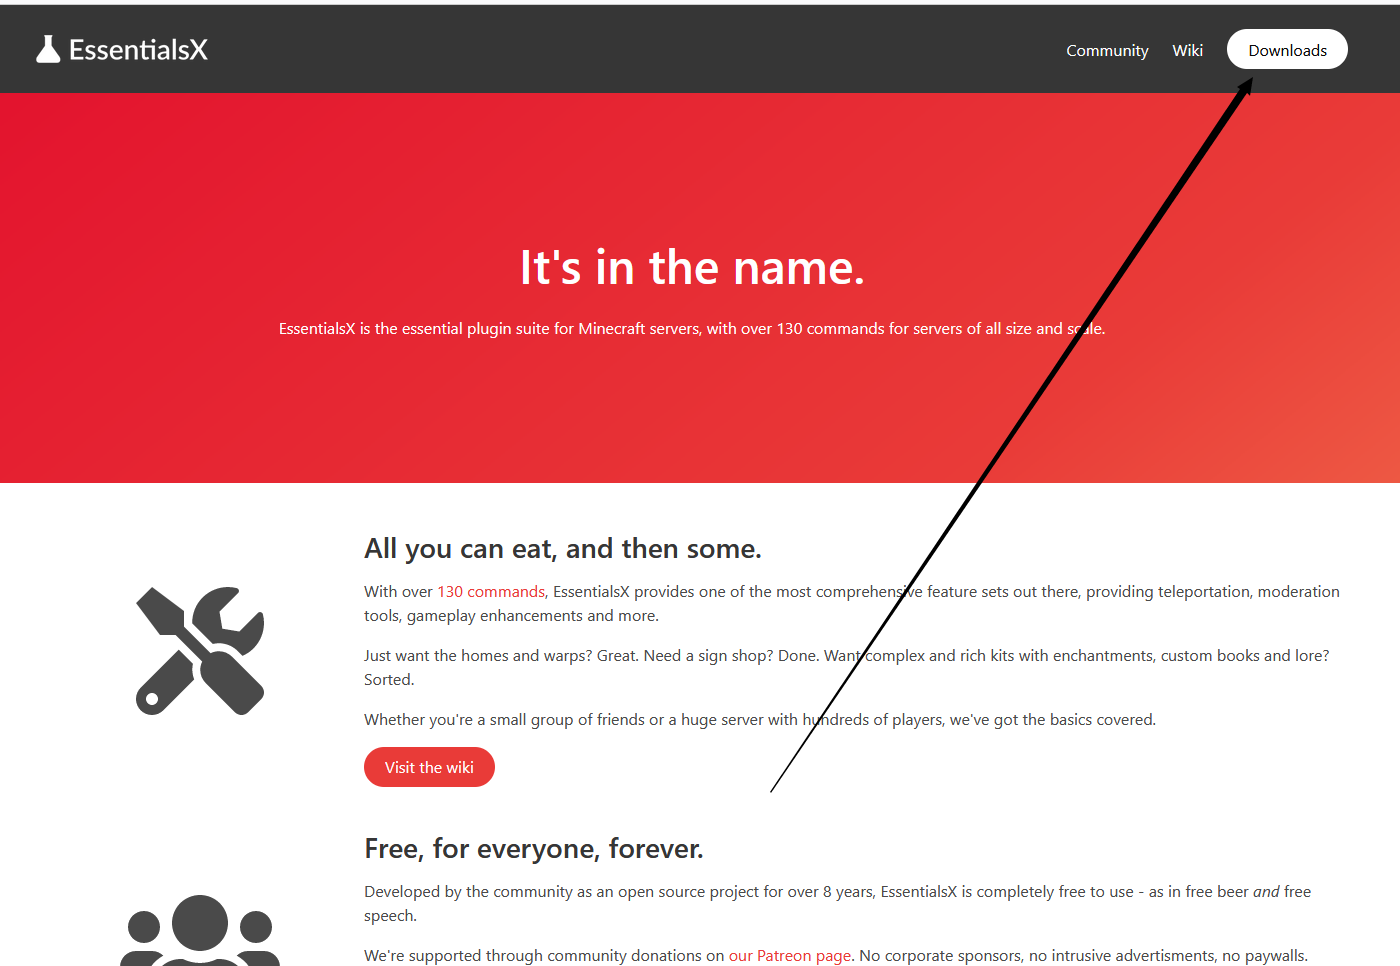 EssentialsX
Community Wiki Downloads
It's in the name.
EssentialsX is the essential plugin suite for Minecraft servers, with over 130 commands for servers of all size and scale.
All you can eat, and then some.
With over 130 commands, EssentialsX provides one of the most comprehensive feature sets out there, providing teleportation, moderation
tools, gameplay enhancements and more.
Just want the homes and warps? Great. Need a sign shop? Done. Want complex and rich kits with enchantments, custom books and lore?
Sorted.
Whether you're a small group of friends or a huge server with hundreds of players, we've got the basics covered.
Visit the wiki
Free, for everyone, forever.
Developed by the community as an open source project for over 8 years, EssentialsX is completely free to use - as in free beer and free
speech.
We're supported through community donations on our Patreon page. No corporate sponsors, no intrusive advertisments, no paywalls.